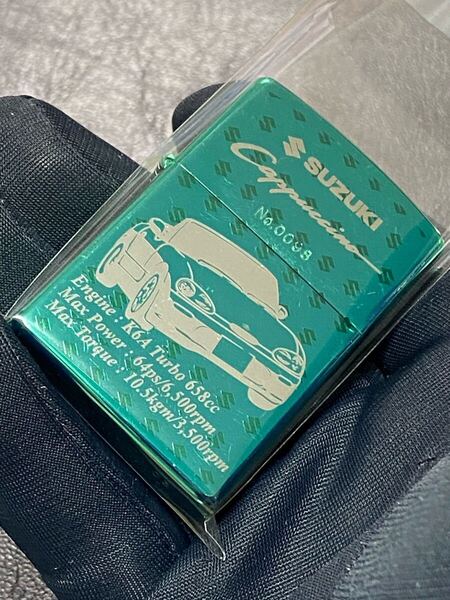 SUZUKI
Cappuccino
No.0098
Engine : K6A Turbo 658cc
Max Power : 64ps/6,500rpm
Max Torque : 10.5kgm/3,500rpm